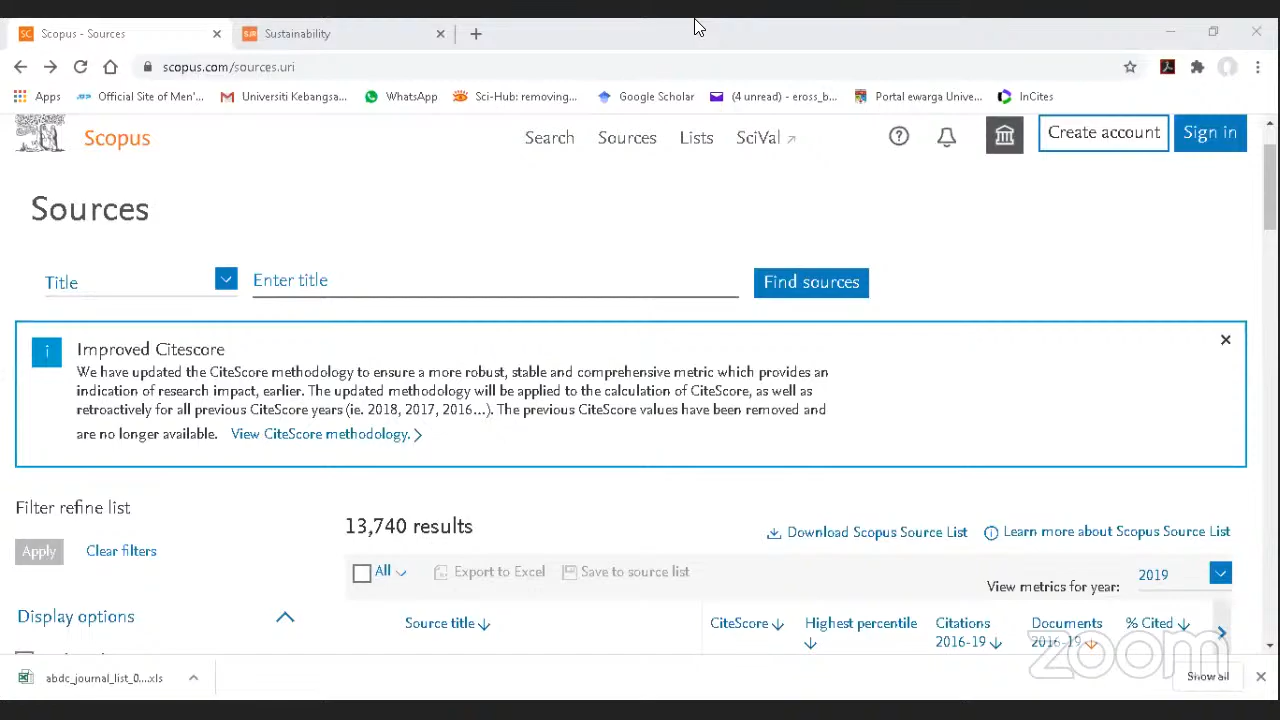 SC Scopus - Sources
SJR Sustainability
scopus.com/sources.uri
Apps Official Site of Men'... Universiti Kebangsa... WhatsApp Sci-Hub: removing... Google Scholar (4 unread) - eross_b... Portal ewarga Unive... InCites
Scopus Search Sources Lists SciVal Create account Sign in
Sources
Title Enter title Find sources
Improved Citescore
We have updated the CiteScore methodology to ensure a more robust, stable and comprehensive metric which provides an
indication of research impact, earlier. The updated methodology will be applied to the calculation of CiteScore, as well as
retroactively for all previous CiteScore years (ie. 2018, 2017, 2016...). The previous CiteScore values have been removed and
are no longer available. View CiteScore methodology. >
Filter refine list
13,740 results
Download Scopus Source List Learn more about Scopus Source List
Apply Clear filters
All Export to Excel Save to source list
View metrics for year: 2019
Display options
Source title CiteScore Highest percentile Citations 2016-19 Documents 2016-19 % Cited
zoom
abdc_journal_list_0....xls Show all